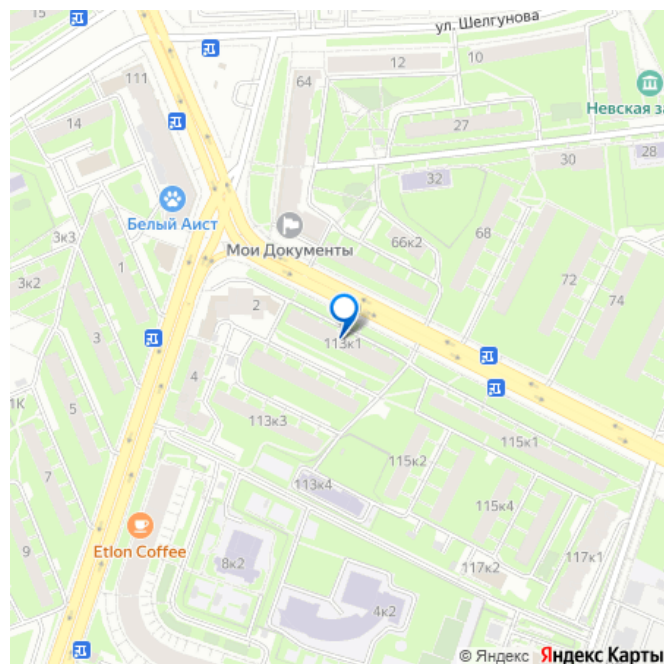 15
ул. Шелгунова
12
10
111
64
Невская за
14
27
30
28
32
Белый Аист
Мои Документы
3к3
66к2
68
1
3к2
72
74
2
3
113к1
4
1К
5
113к3
115к1
115к2
7
113к4
115к4
Etlon Coffee
9
8к2
117к1
117к2
4к2
© Яндекс Яндекс Карты